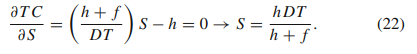 ∂TC/∂S = ((h + f)/DT) S − h = 0 → S = hDT/(h + f). (22)